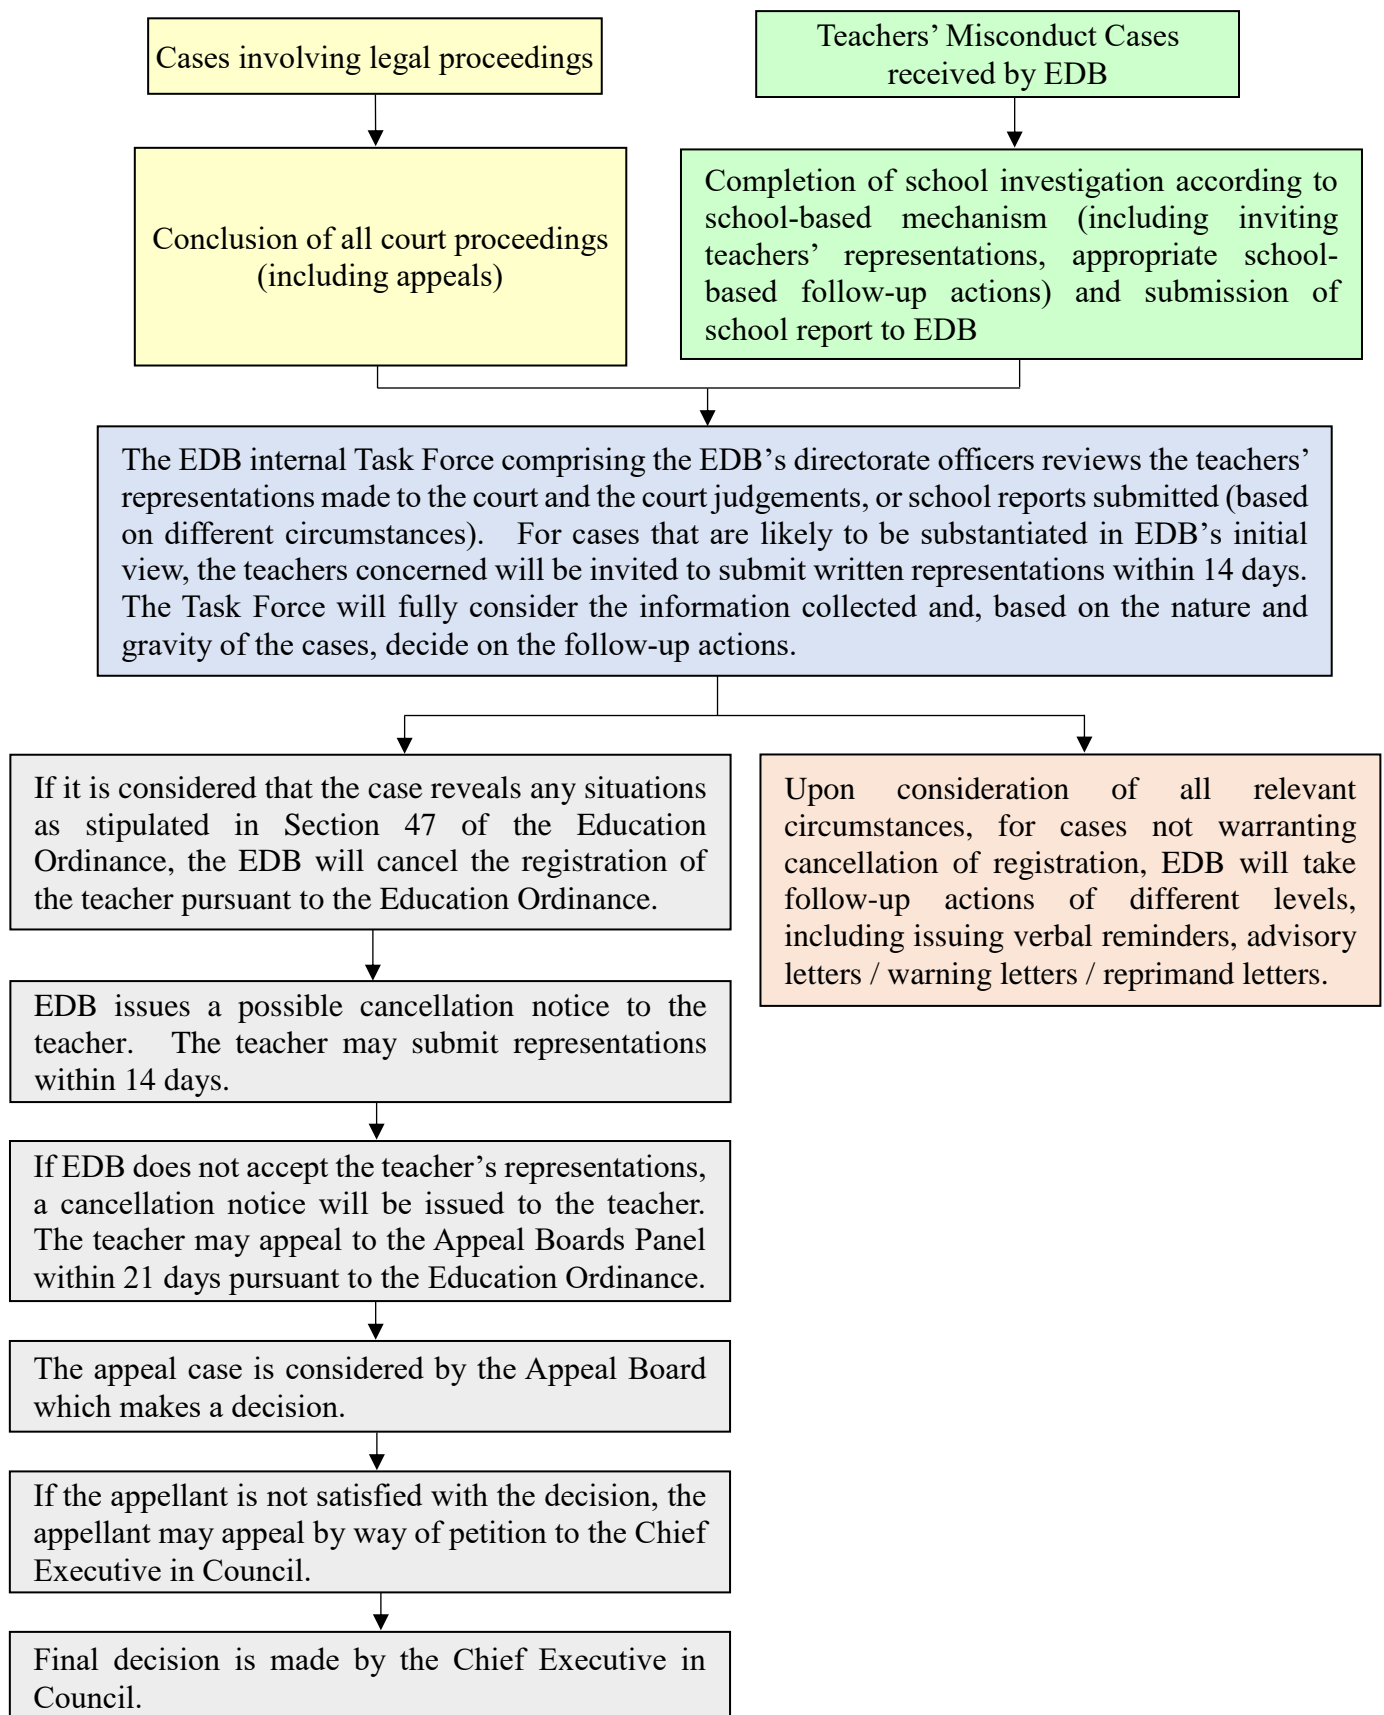 Cases involving legal proceedings
Teachers’ Misconduct Cases
received by EDB
Conclusion of all court proceedings
(including appeals)
Completion of school investigation according to
school-based mechanism (including inviting
teachers’ representations, appropriate school-
based follow-up actions) and submission of
school report to EDB
The EDB internal Task Force comprising the EDB’s directorate officers reviews the teachers’
representations made to the court and the court judgements, or school reports submitted (based
on different circumstances). For cases that are likely to be substantiated in EDB’s initial
view, the teachers concerned will be invited to submit written representations within 14 days.
The Task Force will fully consider the information collected and, based on the nature and
gravity of the cases, decide on the follow-up actions.
If it is considered that the case reveals any situations
as stipulated in Section 47 of the Education
Ordinance, the EDB will cancel the registration of
the teacher pursuant to the Education Ordinance.
Upon consideration of all relevant
circumstances, for cases not warranting
cancellation of registration, EDB will take
follow-up actions of different levels,
including issuing verbal reminders, advisory
letters / warning letters / reprimand letters.
EDB issues a possible cancellation notice to the
teacher. The teacher may submit representations
within 14 days.
If EDB does not accept the teacher’s representations,
a cancellation notice will be issued to the teacher.
The teacher may appeal to the Appeal Boards Panel
within 21 days pursuant to the Education Ordinance.
The appeal case is considered by the Appeal Board
which makes a decision.
If the appellant is not satisfied with the decision, the
appellant may appeal by way of petition to the Chief
Executive in Council.
Final decision is made by the Chief Executive in
Council.